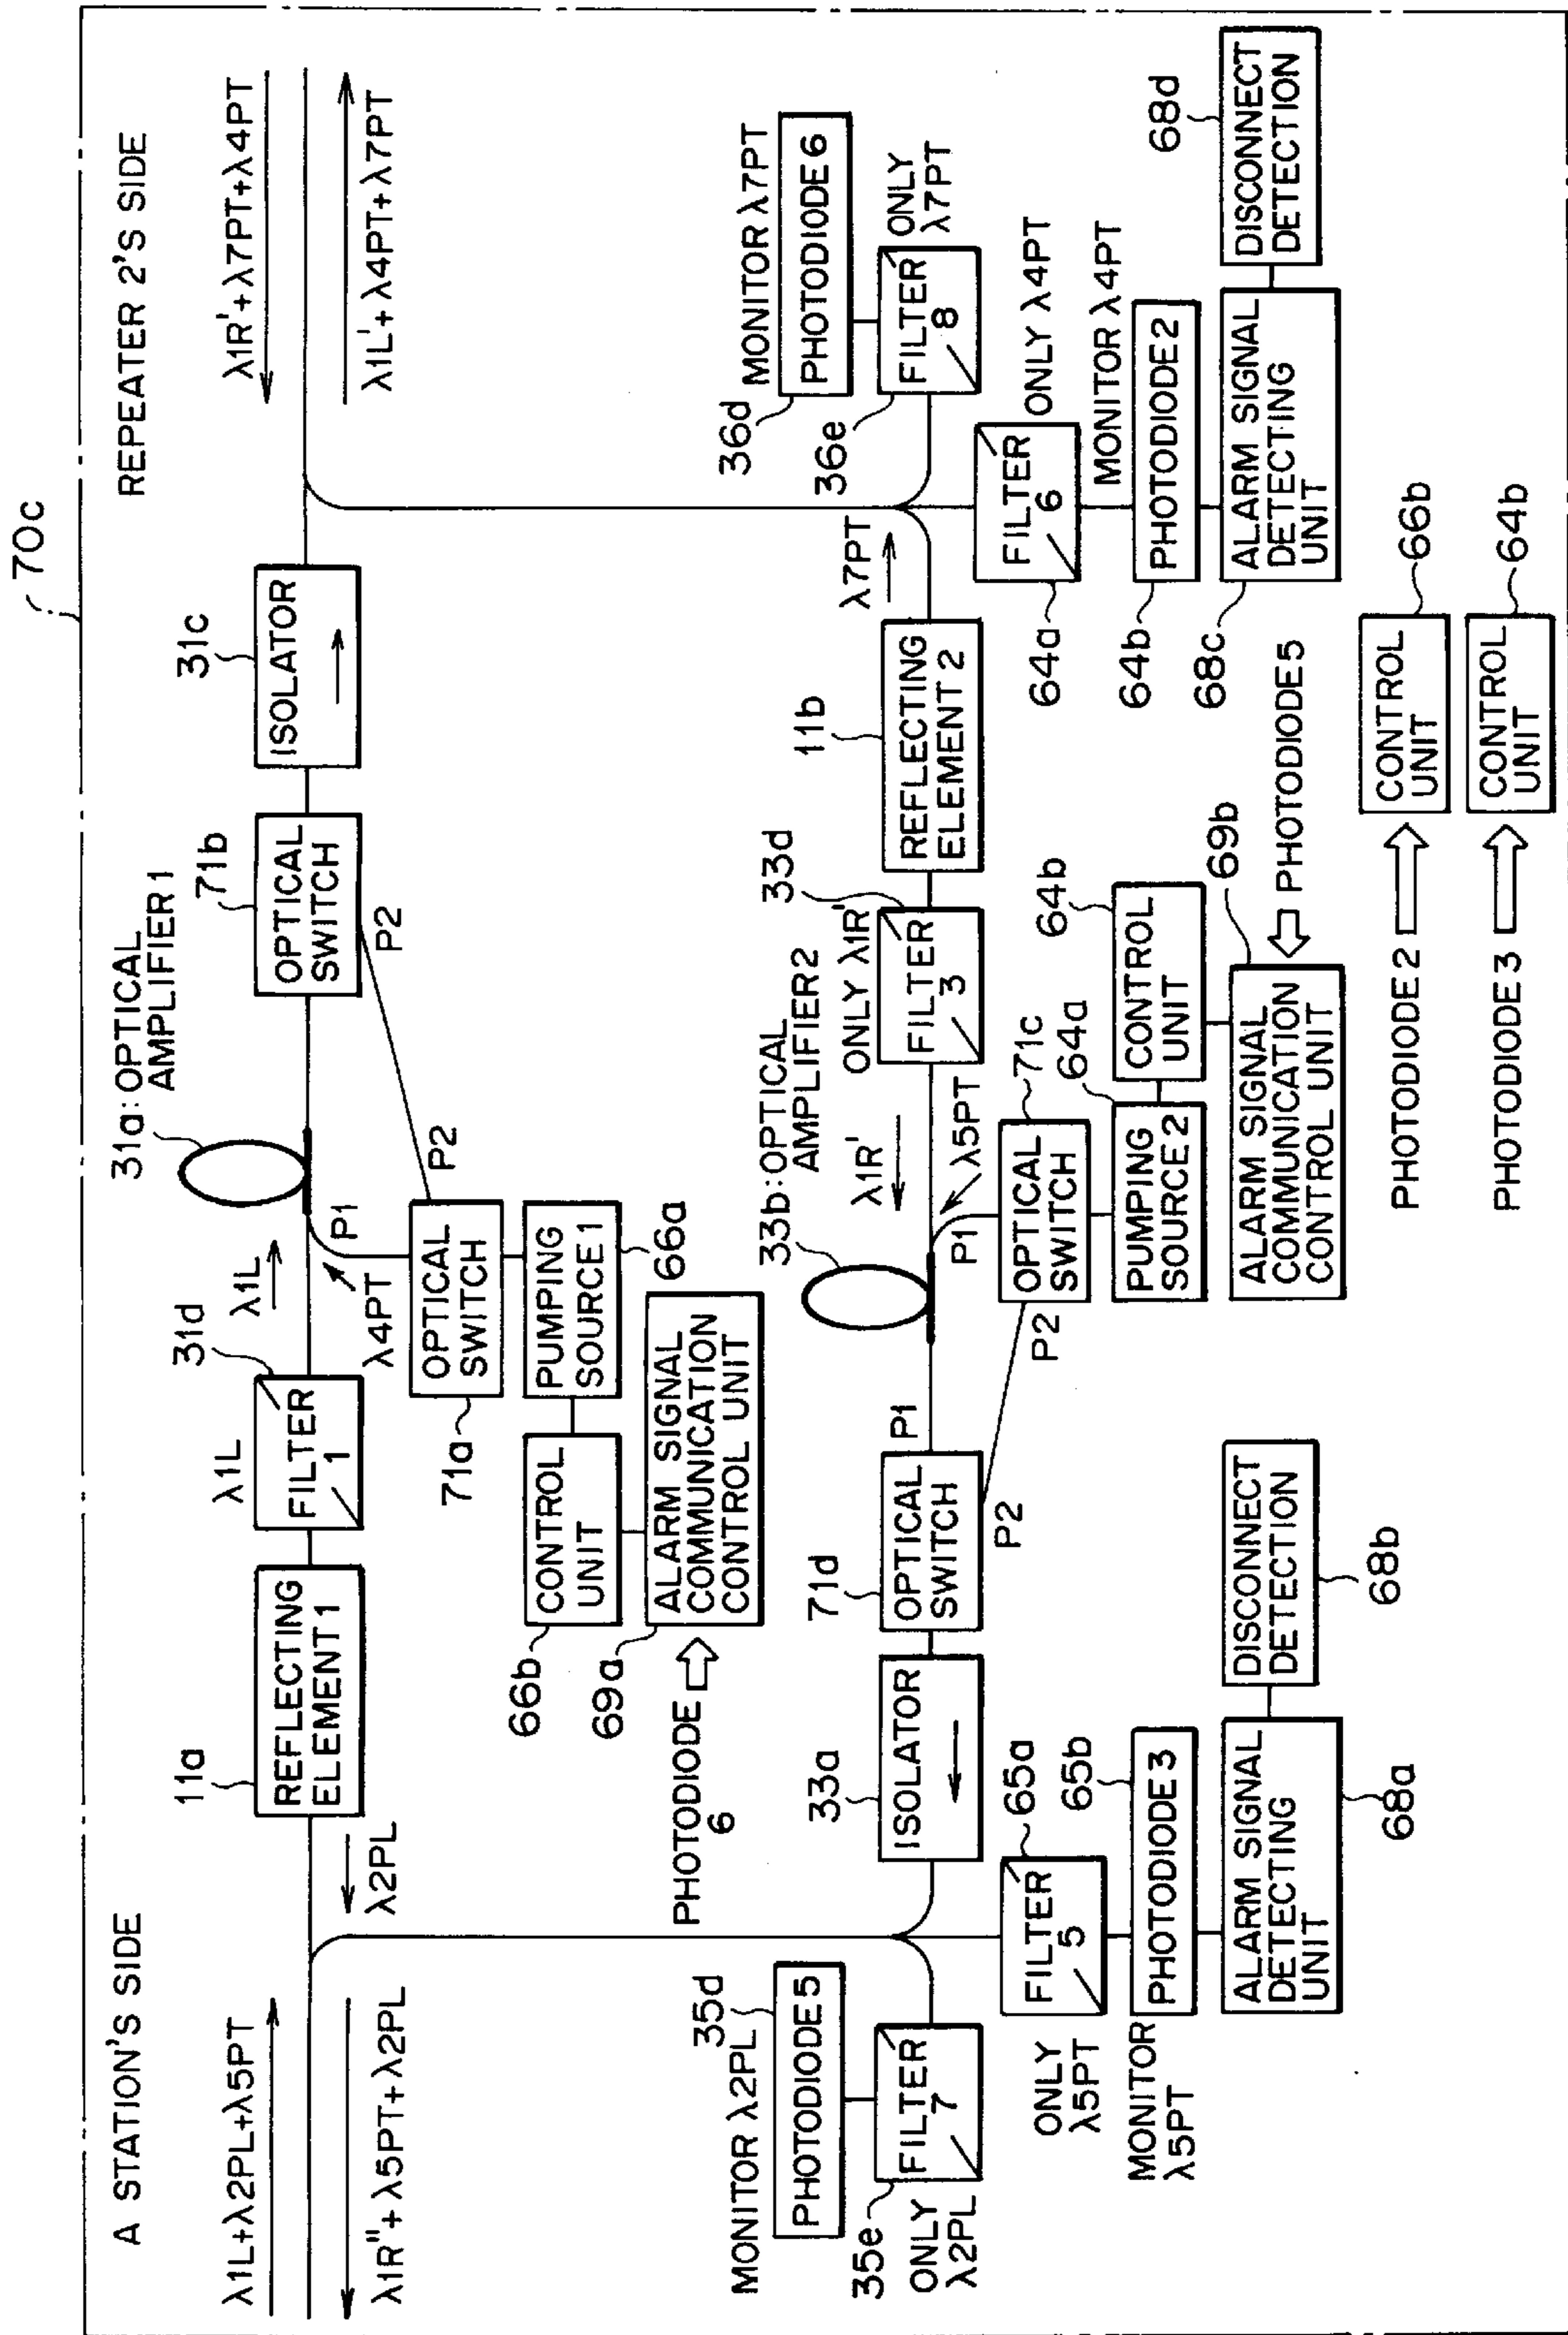 70c
A STATION'S SIDE
REPEATER 2'S SIDE
λ1L+λ2PL+λ5PT
λ1R''+λ5PT+λ2PL
λ1R'+λ7PT+λ4PT
λ1L'+λ4PT+λ7PT
λ2PL
11a
REFLECTING
ELEMENT 1
λ1L
31d
FILTER
1
λ1L
λ4PT
P1
31a:OPTICAL
AMPLIFIER 1
71b
OPTICAL
SWITCH
P2
31c
ISOLATOR
P2
OPTICAL
SWITCH
71a
PUMPING
SOURCE 1
66a
CONTROL
UNIT
66b
ALARM SIGNAL
COMMUNICATION
CONTROL UNIT
69a
PHOTODIODE
6
35d
MONITOR λ2PL
PHOTODIODE 5
FILTER
7
35e
ONLY
λ2PL
33a
ISOLATOR
71d
OPTICAL
SWITCH
P1
P2
33b:OPTICAL
AMPLIFIER 2
λ1R'
λ5PT
ONLY λ1R'
33d
FILTER
3
11b
REFLECTING
ELEMENT 2
λ7PT
36d
MONITOR λ7PT
PHOTODIODE 6
36e
FILTER
8
ONLY
λ7PT
P1
P2
71c
OPTICAL
SWITCH
64a
PUMPING
SOURCE 2
64b
CONTROL
UNIT
69b
ALARM SIGNAL
COMMUNICATION
CONTROL UNIT
PHOTODIODE 5
65a
FILTER
5
ONLY
λ5PT
65b
PHOTODIODE 3
MONITOR
λ5PT
ALARM SIGNAL
DETECTING
UNIT
68a
DISCONNECT
DETECTION
68b
64a
FILTER
6
ONLY λ4PT
MONITOR λ4PT
64b
PHOTODIODE 2
68c
ALARM SIGNAL
DETECTING
UNIT
68d
DISCONNECT
DETECTION
PHOTODIODE 2
CONTROL
UNIT
66b
PHOTODIODE 3
CONTROL
UNIT
64b